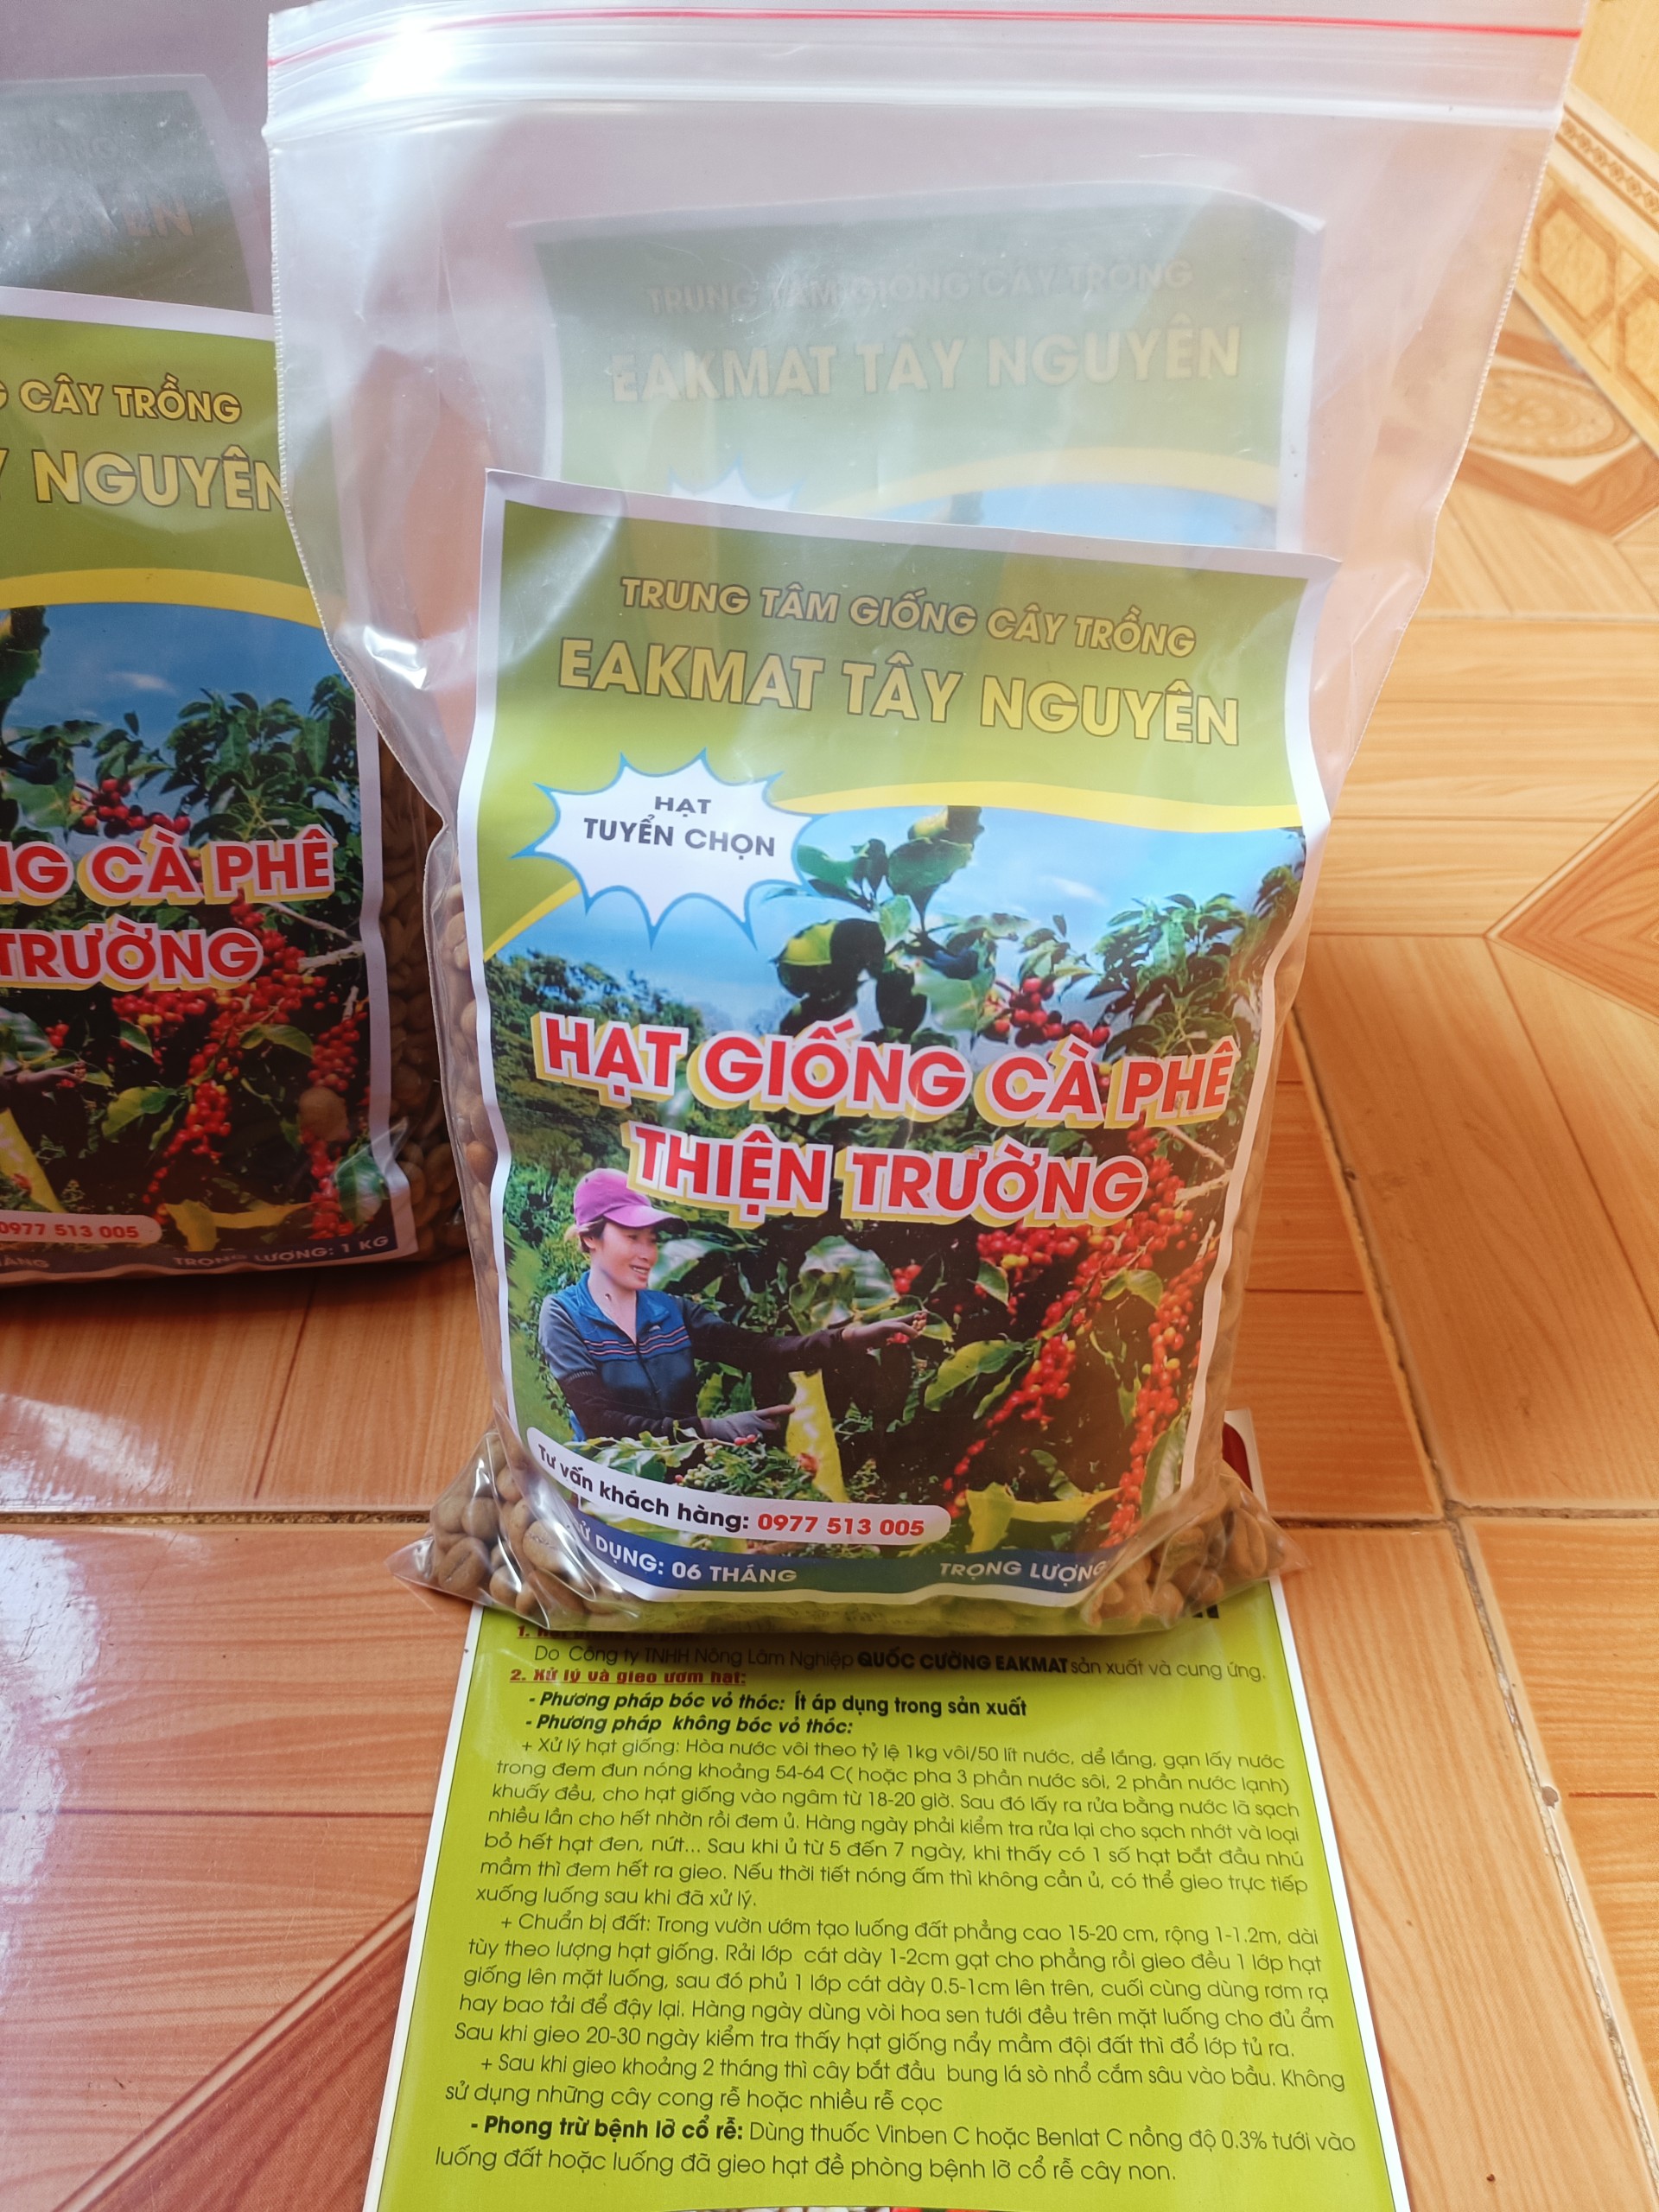 UYÊN
CÂY TRỒNG
NGUYÊN
CÀ PHÊ
TRƯỜNG
0977 513 005
TRỌNG LƯỢNG: 1 KG
TRUNG TÂM GIỐNG CÂY TRỒNG
EAKMAT TÂY NGUYÊN
TRUNG TÂM GIỐNG CÂY TRỒNG
EAKMAT TÂY NGUYÊN
HẠT
TUYỂN CHỌN
HẠT GIỐNG CÀ PHÊ
THIỆN TRƯỜNG
Tư vấn khách hàng: 0977 513 005
DỤNG: 06 THÁNG
TRỌNG LƯỢNG
1.
Do Công ty TNHH Nông Lâm Nghiệp QUỐC CƯỜNG EAKMAT sản xuất và cung ứng.
2. Xử lý và gieo ươm hạt:
- Phương pháp bóc vỏ thóc: Ít áp dụng trong sản xuất
- Phương pháp không bóc vỏ thóc:
+ Xử lý hạt giống: Hòa nước vôi theo tỷ lệ 1kg vôi/50 lít nước, dể lắng, gạn lấy nước
trong đem đun nóng khoảng 54-64 C( hoặc pha 3 phần nước sôi, 2 phần nước lạnh)
khuấy đều, cho hạt giống vào ngâm từ 18-20 giờ. Sau đó lấy ra rửa bằng nước lã sạch
nhiều lần cho hết nhờn rồi đem ủ. Hàng ngày phải kiểm tra rửa lại cho sạch nhớt và loại
bỏ hết hạt đen, nứt... Sau khi ủ từ 5 đến 7 ngày, khi thấy có 1 số hạt bắt đầu nhú
mầm thì đem hết ra gieo. Nếu thời tiết nóng ấm thì không cần ủ, có thể gieo trực tiếp
xuống luống sau khi đã xử lý.
+ Chuẩn bị đất: Trong vườn ướm tạo luống đất phẳng cao 15-20 cm, rộng 1-1.2m, dài
tùy theo lượng hạt giống. Rải lớp cát dày 1-2cm gạt cho phẳng rồi gieo đều 1 lớp hạt
giống lên mặt luống, sau đó phủ 1 lớp cát dày 0.5-1cm lên trên, cuối cùng dùng rơm rạ
hay bao tải để đậy lại. Hàng ngày dùng vòi hoa sen tưới đều trên mặt luống cho đủ ẩm
Sau khi gieo 20-30 ngày kiểm tra thấy hạt giống nẩy mầm đội đất thì đổ lớp tủ ra.
+ Sau khi gieo khoảng 2 tháng thì cây bắt đầu bung lá sò nhổ cắm sâu vào bầu. Không
sử dụng những cây cong rễ hoặc nhiều rễ cọc
- Phong trừ bệnh lỡ cổ rễ: Dùng thuốc Vinben C hoặc Benlat C nồng độ 0.3% tưới vào
luống đất hoặc luống đã gieo hạt đề phòng bệnh lỡ cổ rễ cây non.